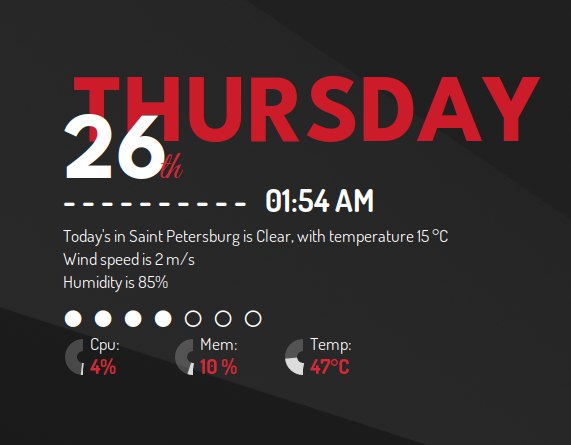 THURSDAY
26th
---------- 01:54 AM
Today's in Saint Petersburg is Clear, with temperature 15 °C
Wind speed is 2 m/s
Humidity is 85%
Cpu: Mem: Temp:
4% 10 % 47°C